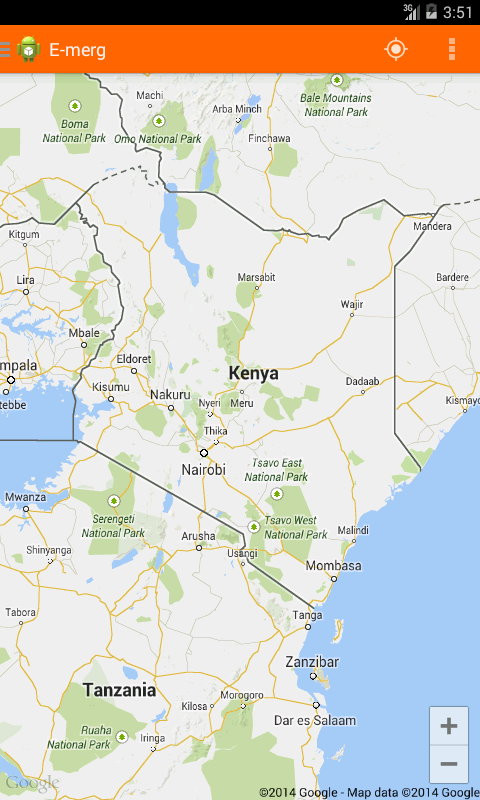 3G 3:51
E-merg
Machi
Boma
National Park
Omo National Park
Arba Minch
Bale Mountains
National Park
Finchawa
Kitgum
Mandera
Lira
Marsabit
Bardere
Wajir
Mbale
mpala
Eldoret
Kenya
tebbe
Kisumu
Nakuru
Nyeri
Meru
Dadaab
Kismayo
Thika
Nairobi
Tsavo East
National Park
Mwanza
Serengeti
National Park
Tsavo West
National Park
Arusha
Malindi
Shinyanga
Usangi
Mombasa
Tabora
Tanga
Zanzibar
Tanzania
Kilosa
Morogoro
Dar es Salaam
Ruaha
National Park
Iringa
+
−
Google
©2014 Google - Map data ©2014 Google